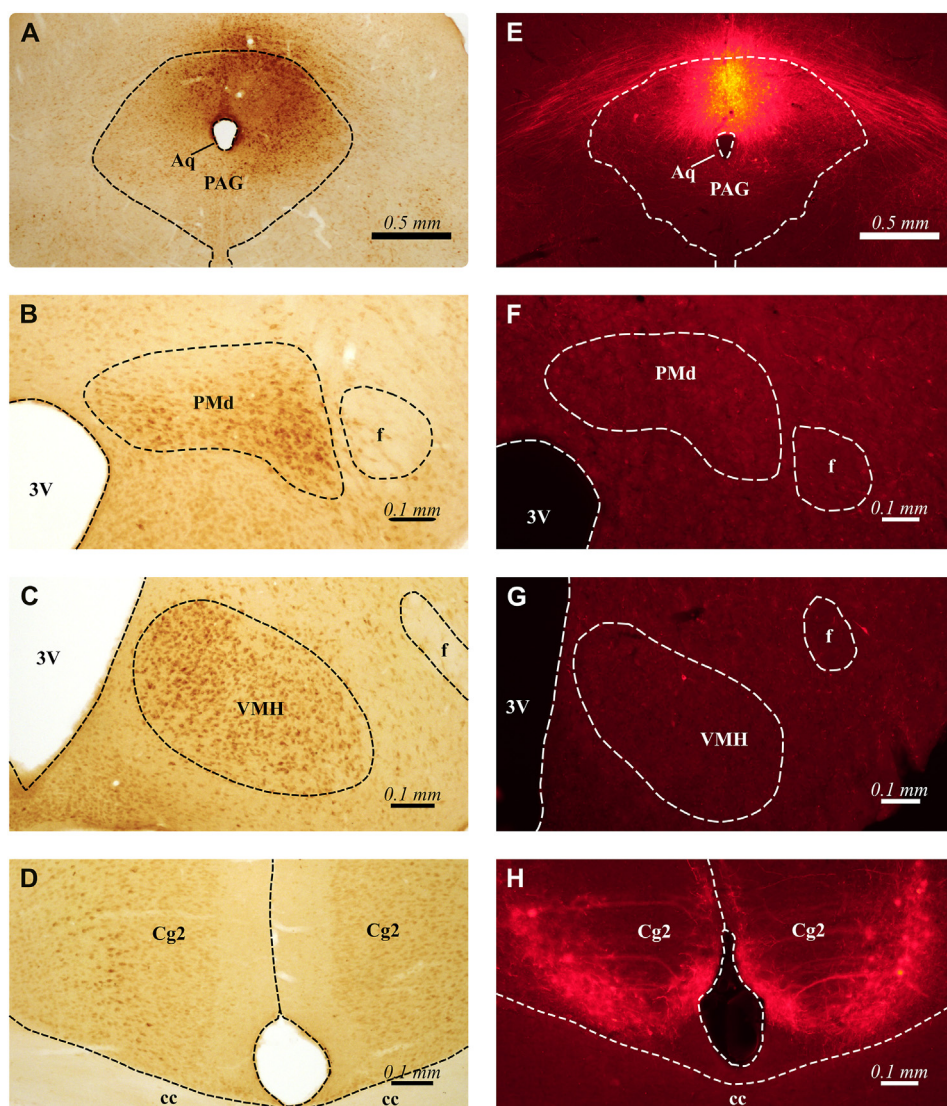 A
Aq
PAG
0.5 mm
E
Aq
PAG
0.5 mm
B
PMd
f
3V
0.1 mm
F
PMd
f
3V
0.1 mm
C
3V
f
VMH
0.1 mm
G
f
3V
VMH
0.1 mm
D
Cg2
Cg2
0.1 mm
cc
cc
H
Cg2
Cg2
0.1 mm
cc